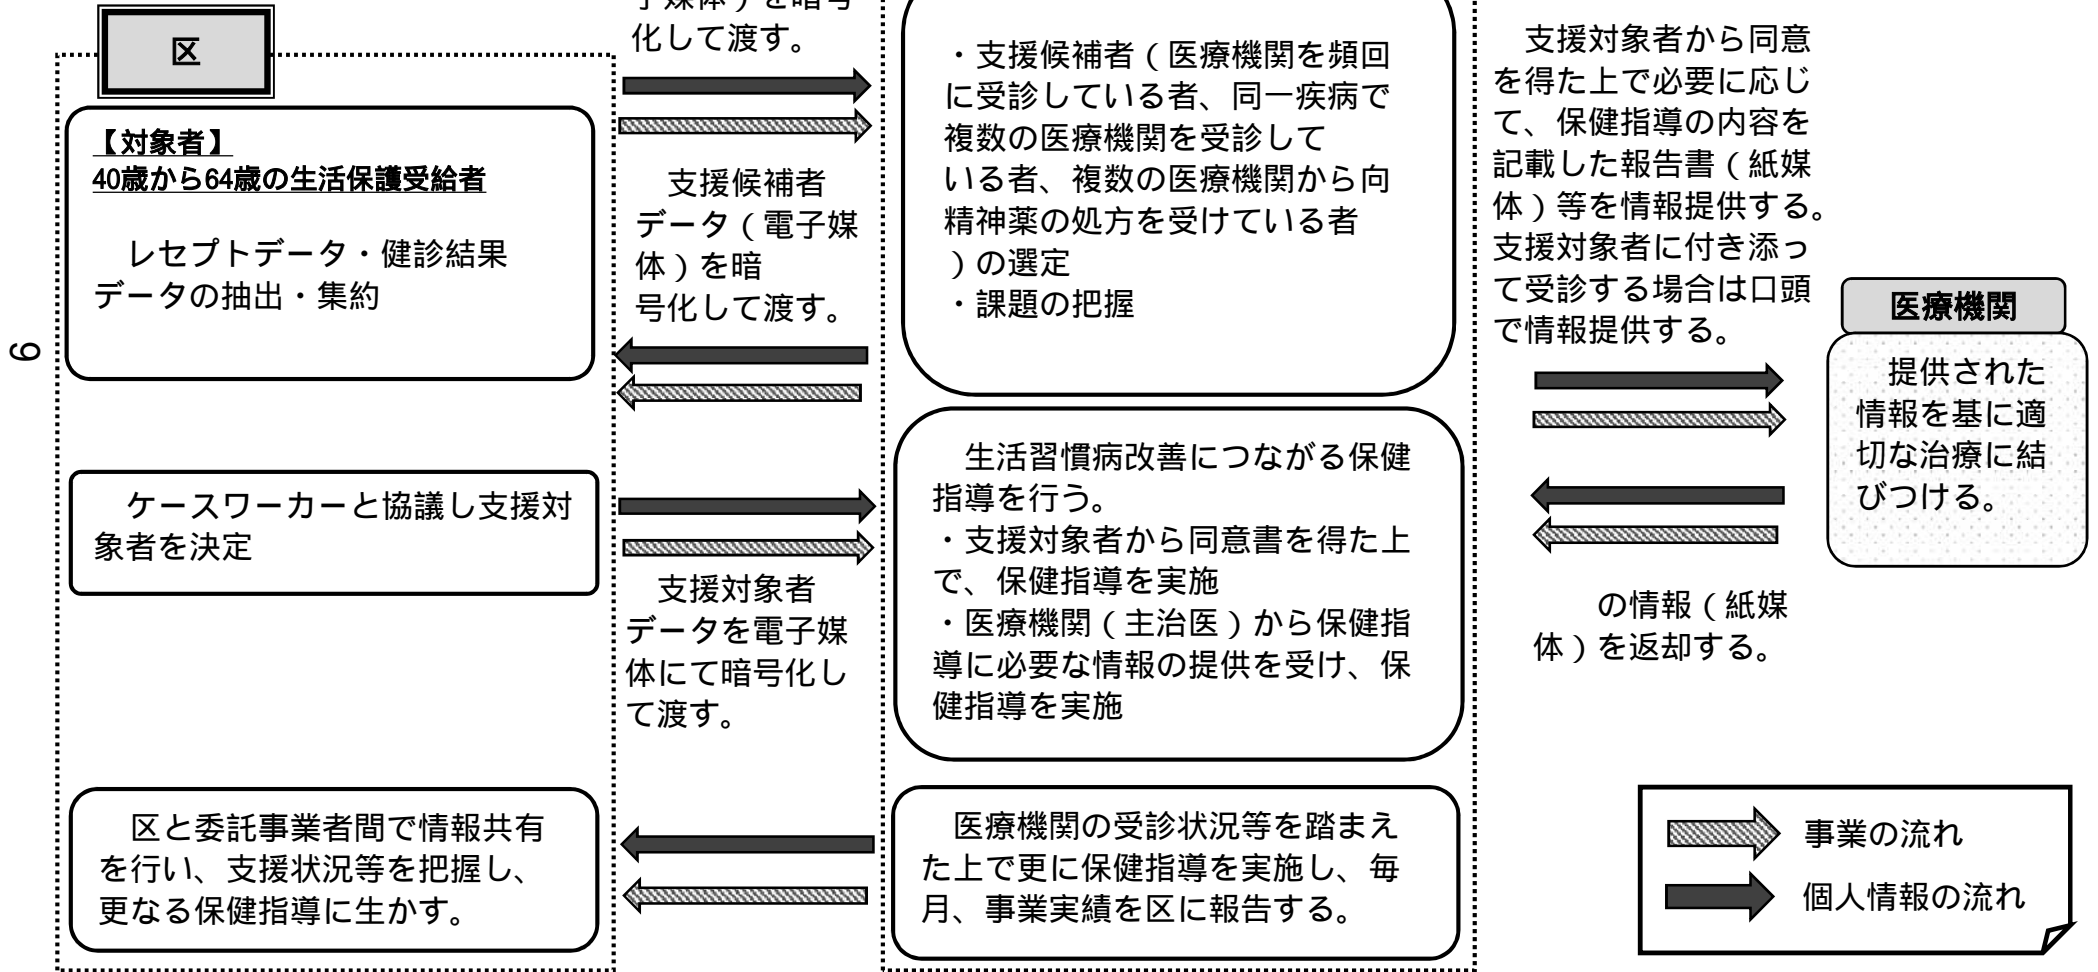 区
【対象者】
40歳から64歳の生活保護受給者
レセプトデータ・健診結果
データの抽出・集約
ケースワーカーと協議し支援対
象者を決定
区と委託事業者間で情報共有
を行い、支援状況等を把握し、
更なる保健指導に生かす。
子媒体）を暗号
化して渡す。
支援候補者
データ（電子媒
体）を暗
号化して渡す。
支援対象者
データを電子媒
体にて暗号化し
て渡す。
・支援候補者（医療機関を頻回
に受診している者、同一疾病で
複数の医療機関を受診して
いる者、複数の医療機関から向
精神薬の処方を受けている者
）の選定
・課題の把握
生活習慣病改善につながる保健
指導を行う。
・支援対象者から同意書を得た上
で、保健指導を実施
・医療機関（主治医）から保健指
導に必要な情報の提供を受け、保
健指導を実施
医療機関の受診状況等を踏まえ
た上で更に保健指導を実施し、毎
月、事業実績を区に報告する。
支援対象者から同意
を得た上で必要に応じ
て、保健指導の内容を
記載した報告書（紙媒
体）等を情報提供する。
支援対象者に付き添っ
て受診する場合は口頭
で情報提供する。
の情報（紙媒
体）を返却する。
医療機関
提供された
情報を基に適
切な治療に結
びつける。
事業の流れ
個人情報の流れ
9